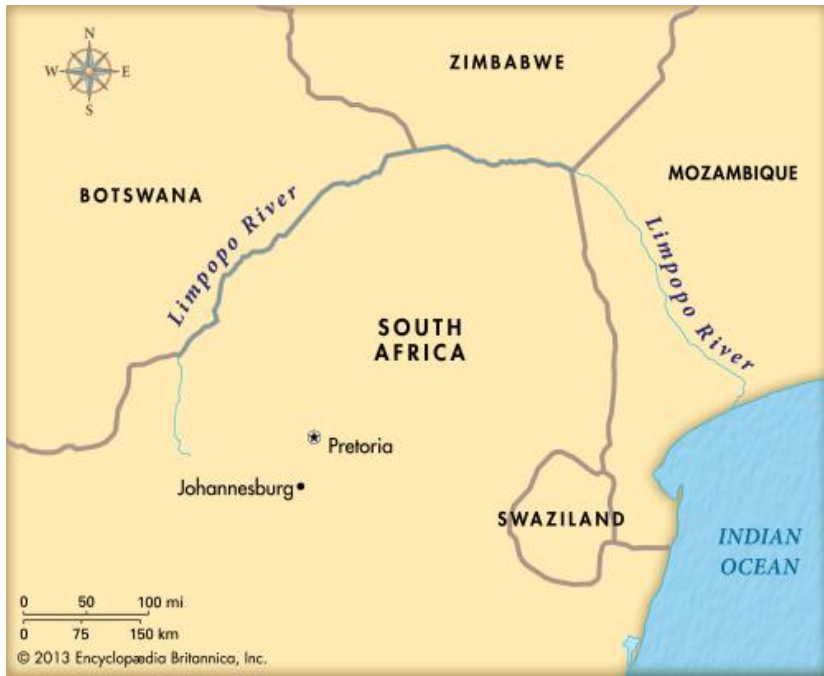 N
W
E
S
ZIMBABWE
MOZAMBIQUE
BOTSWANA
Limpopo River
Limpopo River
SOUTH
AFRICA
Pretoria
Johannesburg
SWAZILAND
INDIAN
OCEAN
0 50 100 mi
0 75 150 km
© 2013 Encyclopædia Britannica, Inc.